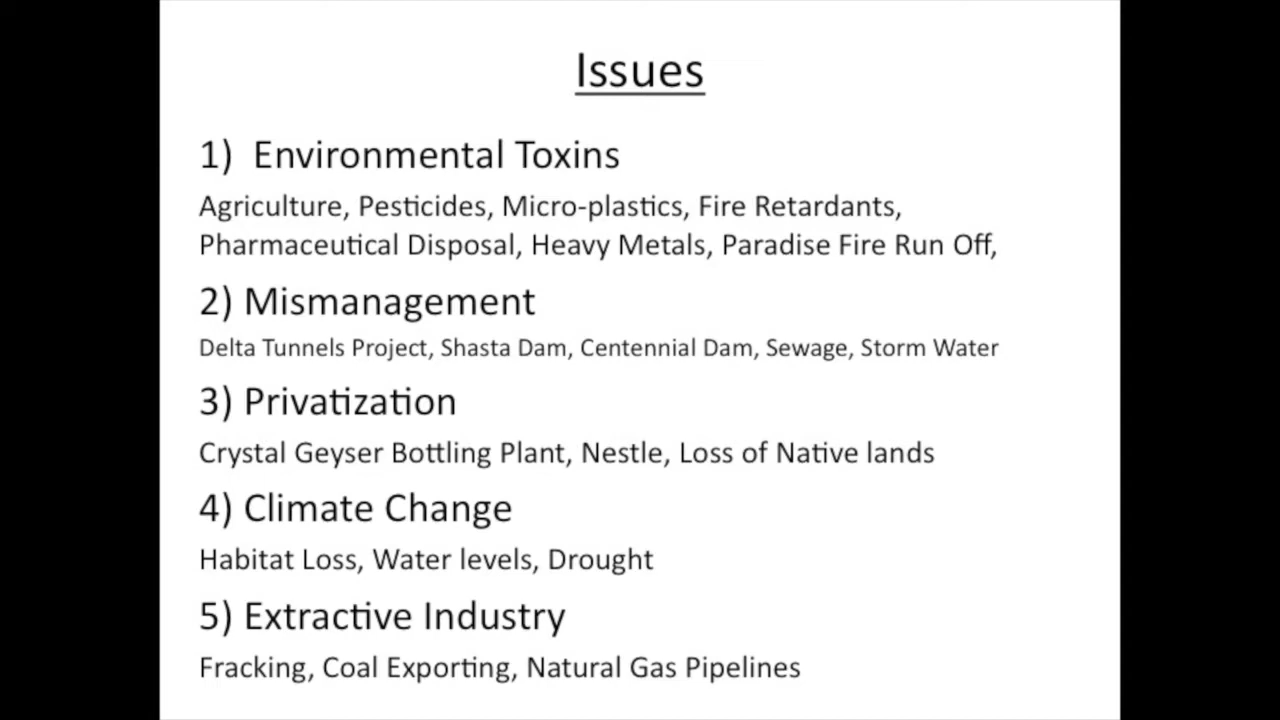 Issues
1) Environmental Toxins
Agriculture, Pesticides, Micro-plastics, Fire Retardants,
Pharmaceutical Disposal, Heavy Metals, Paradise Fire Run Off,
2) Mismanagement
Delta Tunnels Project, Shasta Dam, Centennial Dam, Sewage, Storm Water
3) Privatization
Crystal Geyser Bottling Plant, Nestle, Loss of Native lands
4) Climate Change
Habitat Loss, Water levels, Drought
5) Extractive Industry
Fracking, Coal Exporting, Natural Gas Pipelines